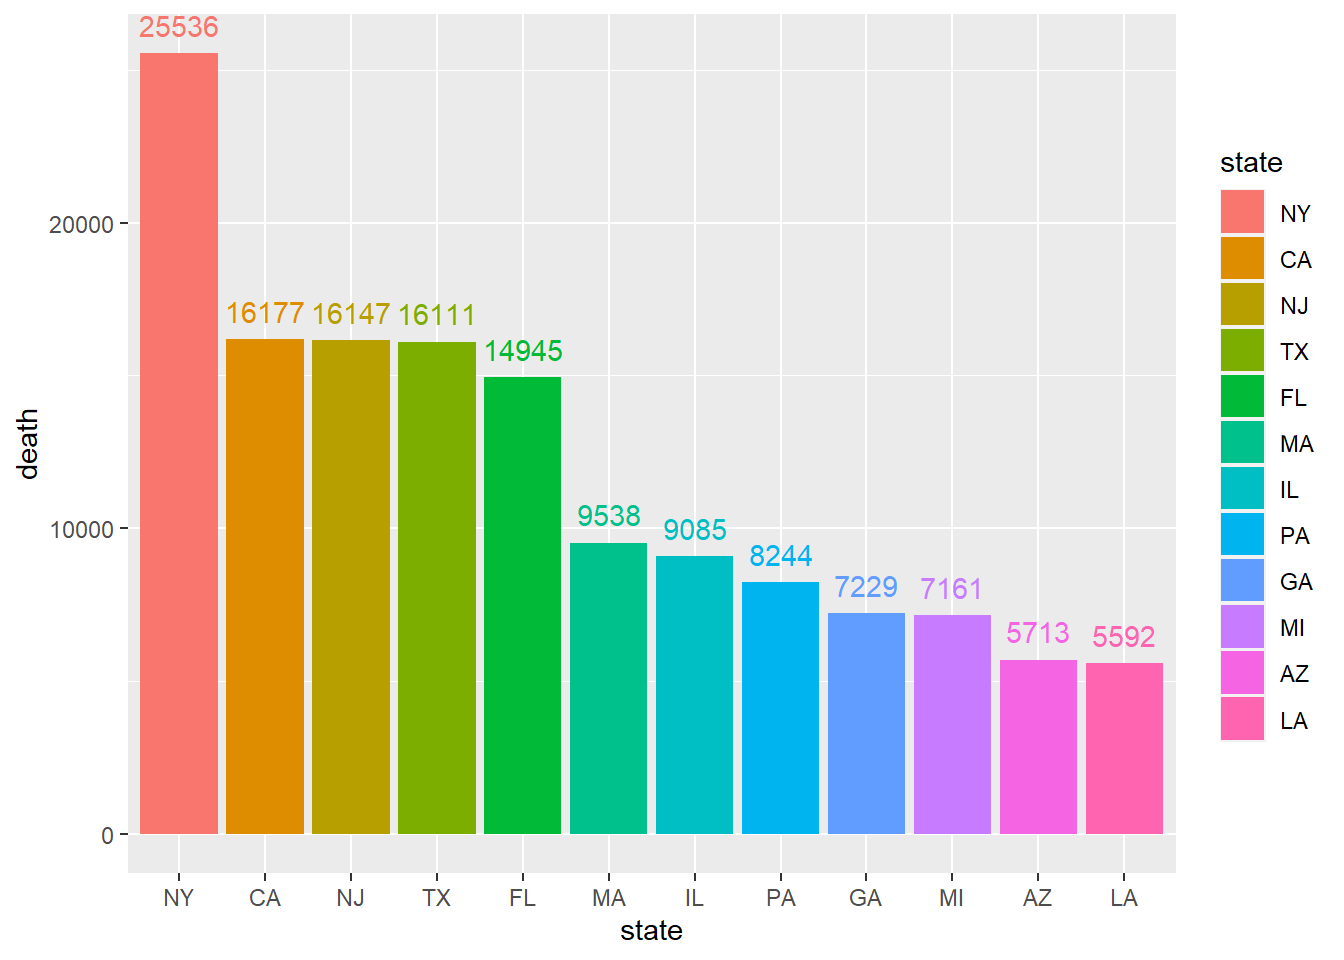 25536
20000
16177 16147 16111
14945
10000
9538
9085
8244
7229
7161
5713
5592
0
death
NY CA NJ TX FL MA IL PA GA MI AZ LA
state
state
NY
CA
NJ
TX
FL
MA
IL
PA
GA
MI
AZ
LA